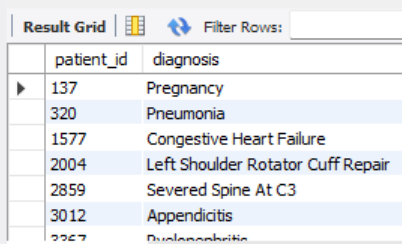 Result Grid Filter Rows:
patient_id diagnosis
137 Pregnancy
320 Pneumonia
1577 Congestive Heart Failure
2004 Left Shoulder Rotator Cuff Repair
2859 Severed Spine At C3
3012 Appendicitis
3367 Pyelonephritis